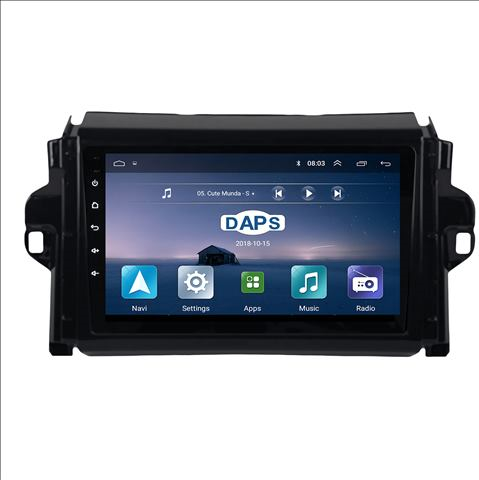 08:03
05. Cute Munda - S
DAPS
2018-10-15
Navi
Settings
Apps
Music
Radio